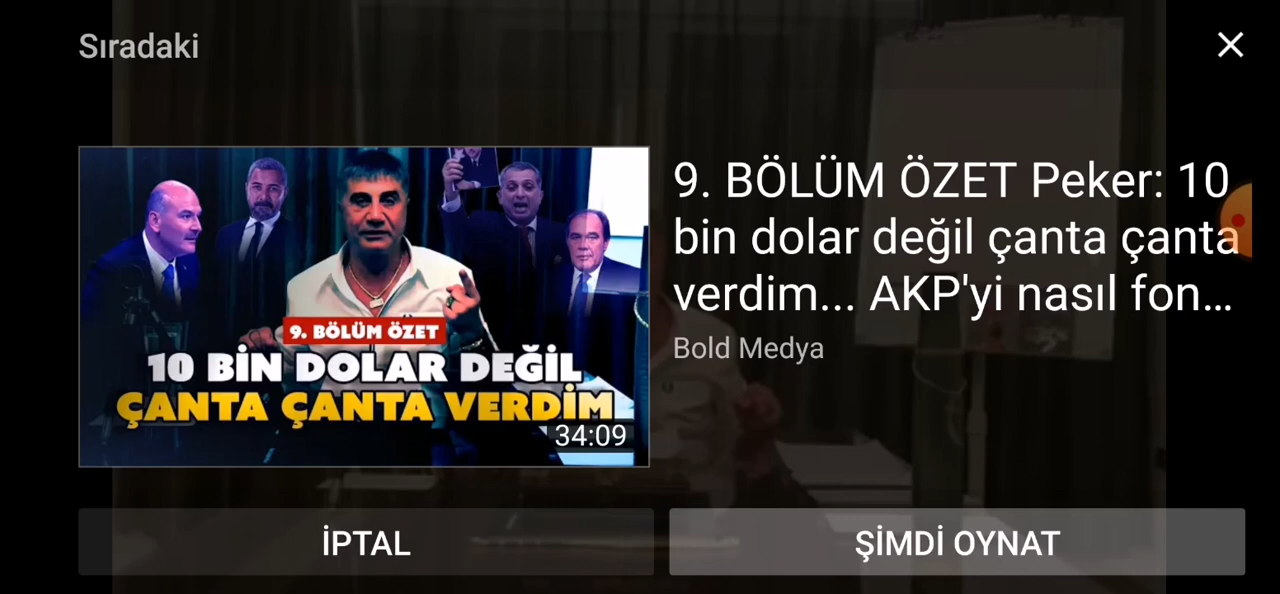 Sıradaki
9. BÖLÜM ÖZET
10 BİN DOLAR DEĞİL
ÇANTA ÇANTA VERDİM
34:09
9. BÖLÜM ÖZET Peker: 10
bin dolar değil çanta çanta
verdim... AKP'yi nasıl fon...
Bold Medya
İPTAL
ŞİMDİ OYNAT